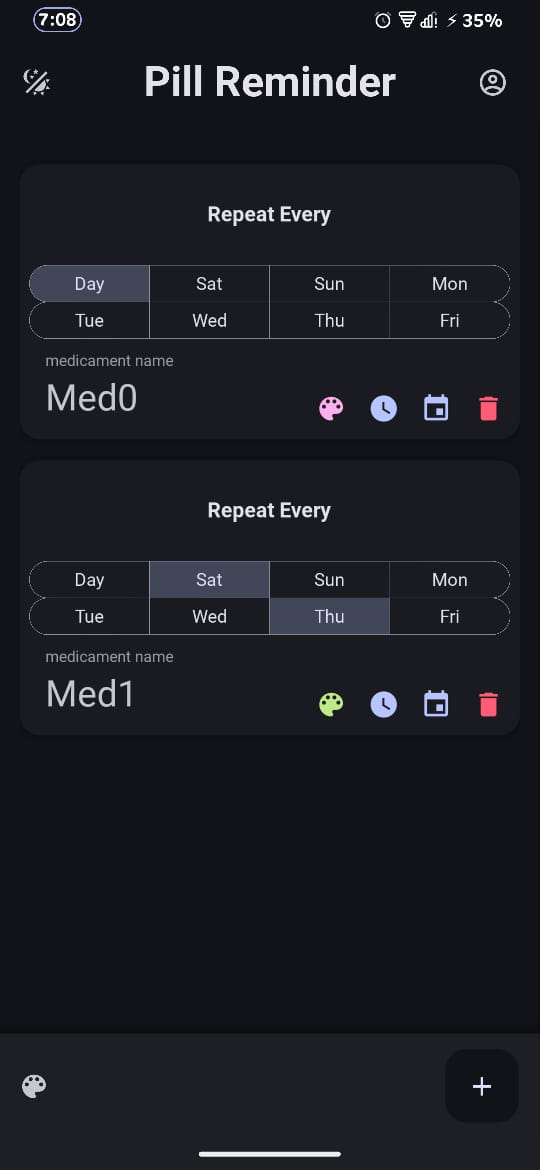 7:08 35%
Pill Reminder
Repeat Every
Day Sat Sun Mon
Tue Wed Thu Fri
medicament name
Med0
Repeat Every
Day Sat Sun Mon
Tue Wed Thu Fri
medicament name
Med1